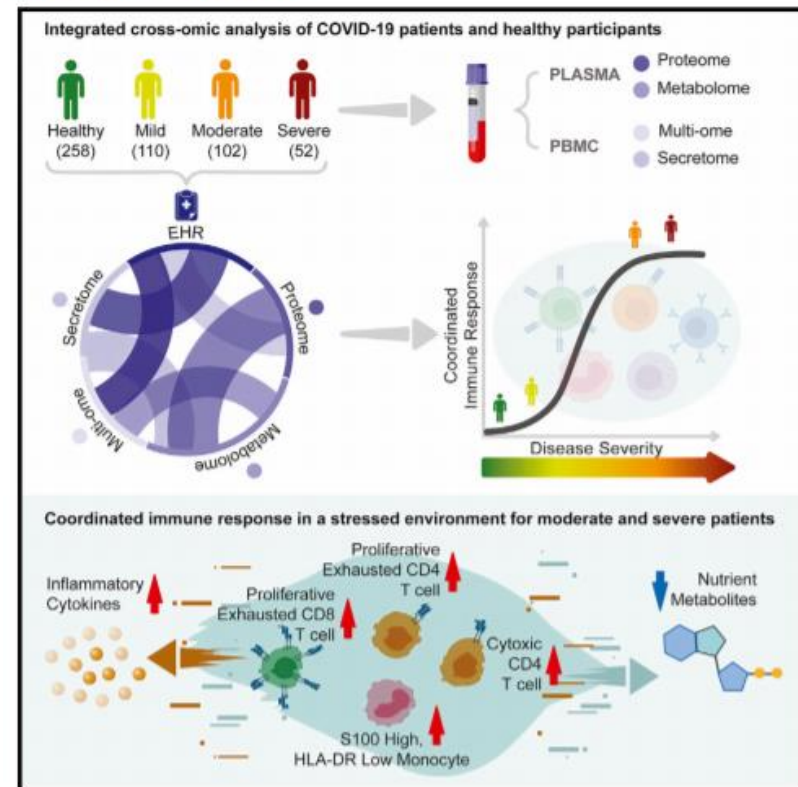 Integrated cross-omic analysis of COVID-19 patients and healthy participants
Healthy
(258)
Mild
(110)
Moderate
(102)
Severe
(52)
PLASMA
Proteome
Metabolome
PBMC
Multi-ome
Secretome
EHR
Secretome
Proteome
Multi-ome
Metabolome
Coordinated
Immune Response
Disease Severity
Coordinated immune response in a stressed environment for moderate and severe patients
Inflammatory
Cytokines
Proliferative
Exhausted CD8
T cell
Proliferative
Exhausted CD4
T cell
Cytoxic
CD4
T cell
S100 High,
HLA-DR Low Monocyte
Nutrient
Metabolites